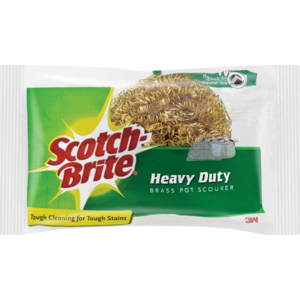 Scotch-
Brite
Heavy Duty
BRASS POT SCOURER
Tough Cleaning for Tough Stains
3M